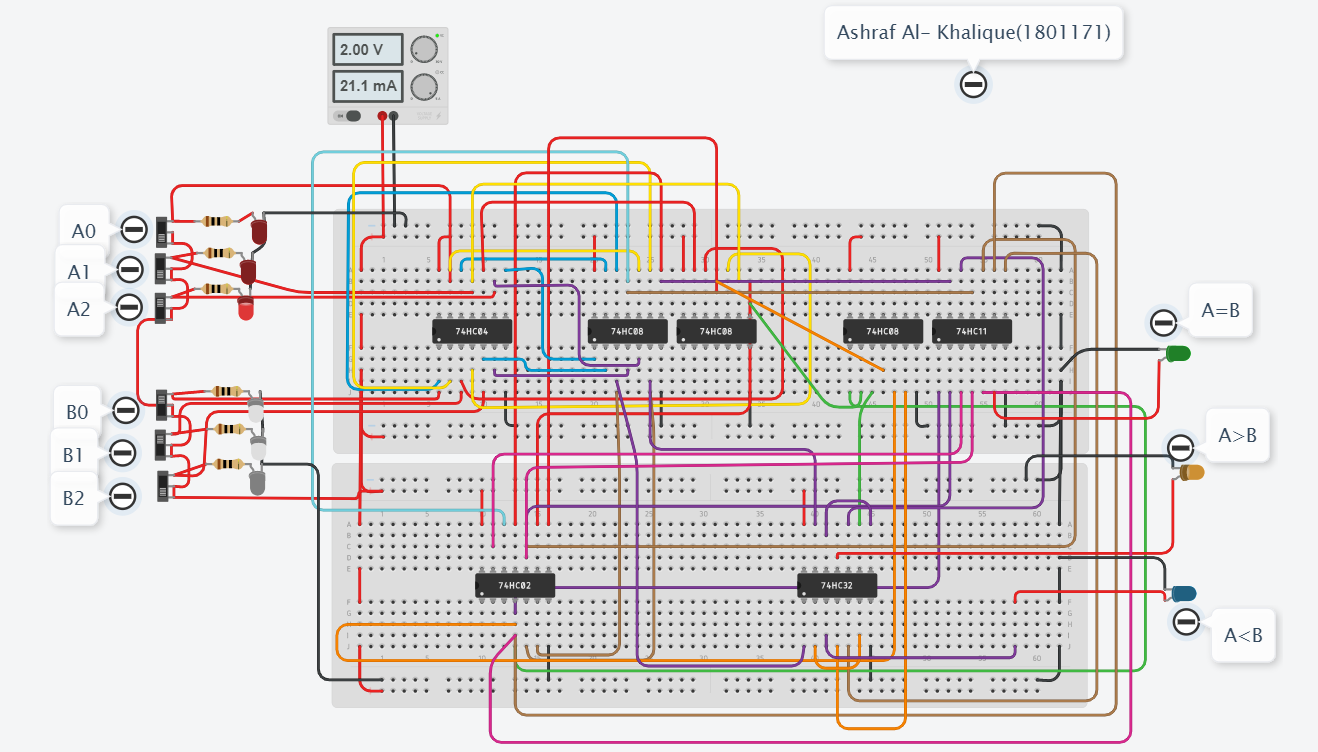 Ashraf Al- Khalique(1801171)
2.00 V
21.1 mA
A0
A1
A2
B0
B1
B2
74HC04
74HC08
74HC08
74HC08
74HC11
A=B
A>B
74HC02
74HC32
A<B